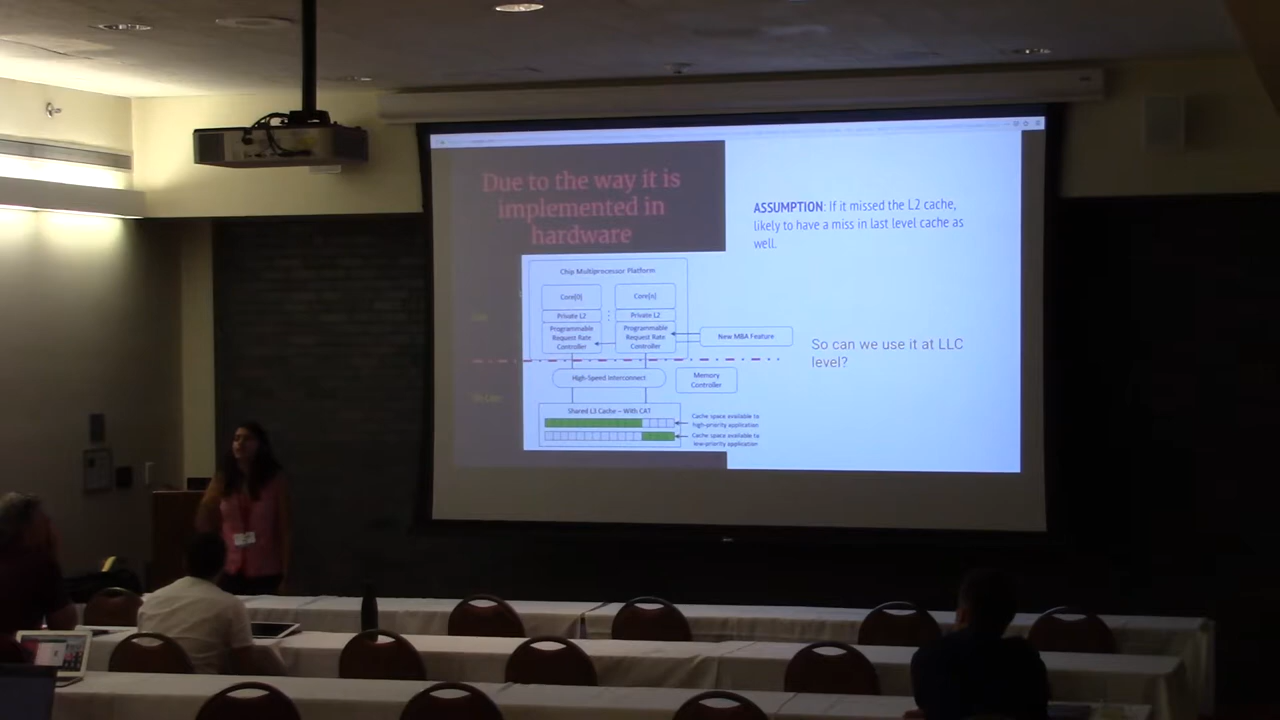 Due to the way it is
implemented in
hardware
ASSUMPTION: If it missed the L2 cache,
likely to have a miss in last level cache as
well.
So can we use it at LLC
level?
Chip Multiprocessor Platform
Core[0]
Core[n]
Private L2
Private L2
Programmable
Request Rate
Controller
Programmable
Request Rate
Controller
New MBA Feature
High-Speed Interconnect
Memory
Controller
Shared L3 Cache – With CAT
Cache space available to
high-priority application
Cache space available to
low-priority application